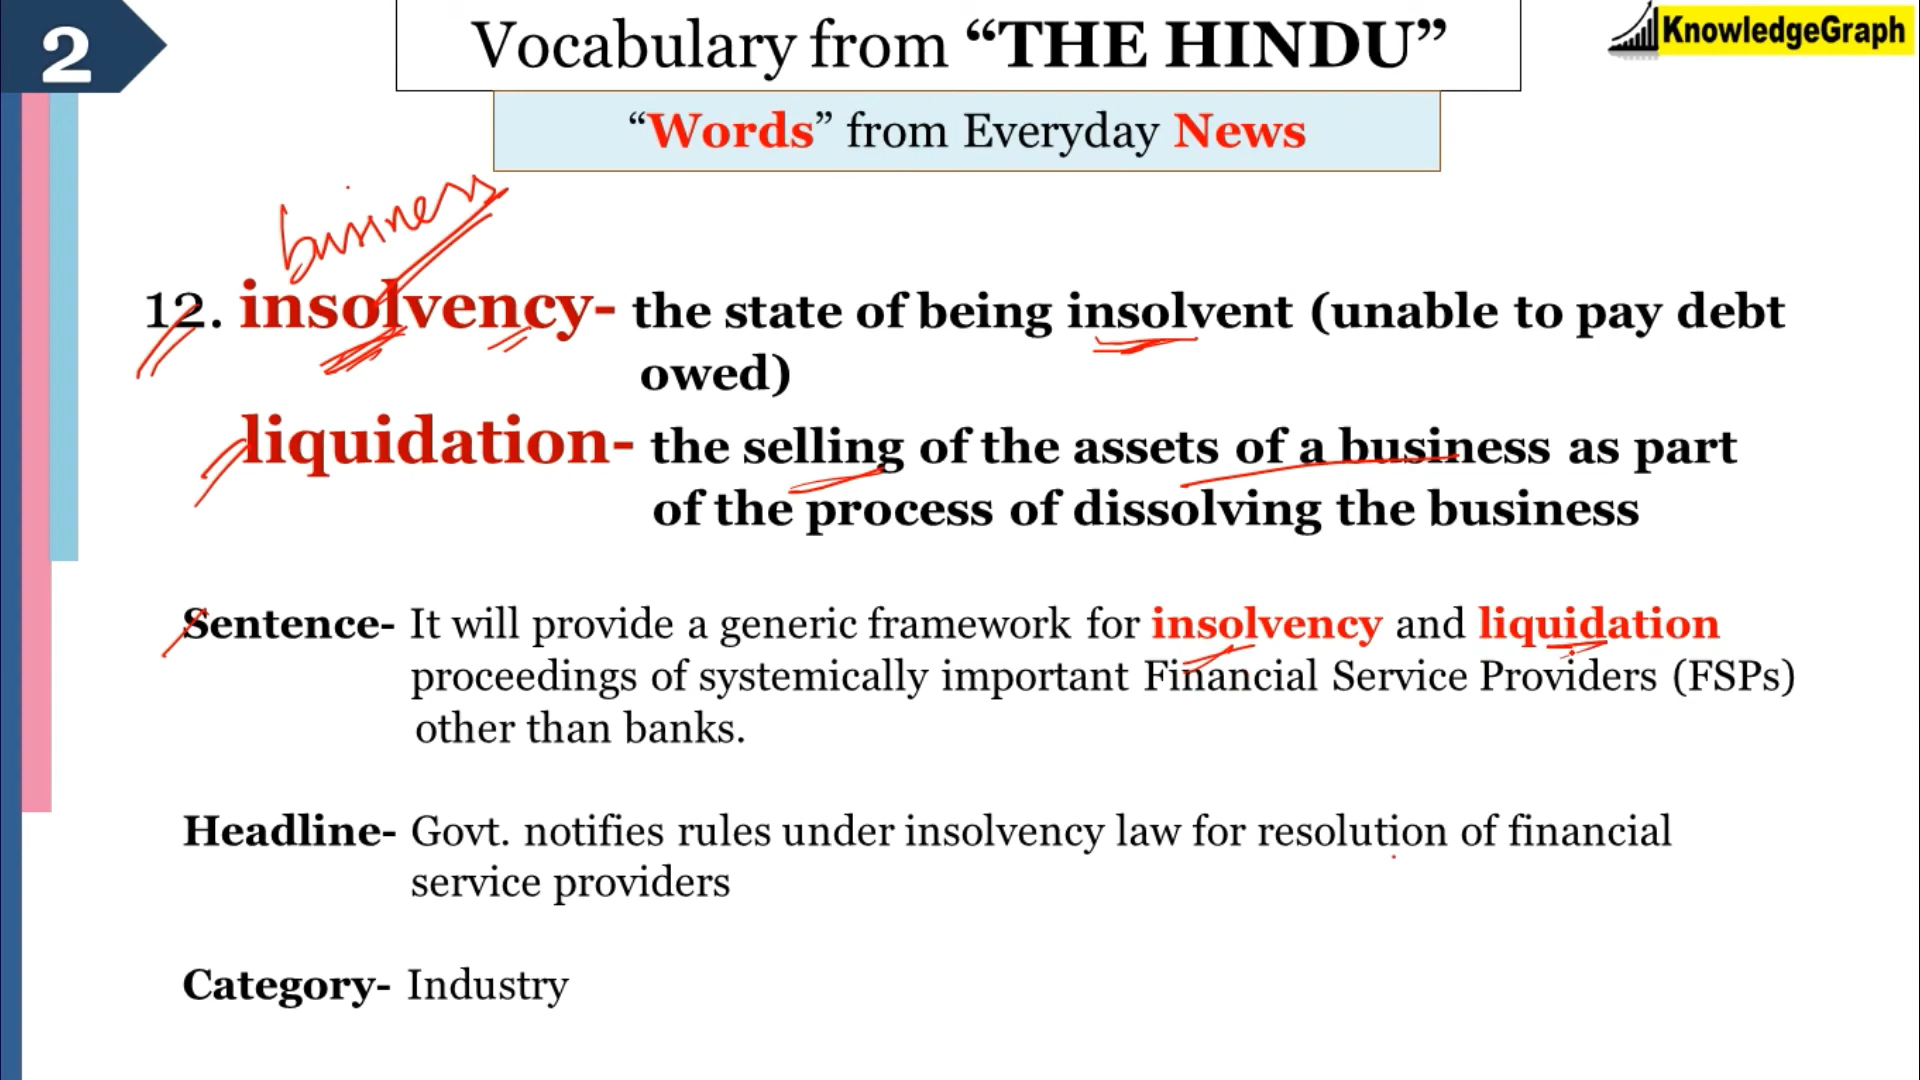 2
Vocabulary from “THE HINDU”
KnowledgeGraph
“Words” from Everyday News
business
12. insolvency- the state of being insolvent (unable to pay debt
owed)
liquidation- the selling of the assets of a business as part
of the process of dissolving the business
Sentence- It will provide a generic framework for insolvency and liquidation
proceedings of systemically important Financial Service Providers (FSPs)
other than banks.
Headline- Govt. notifies rules under insolvency law for resolution of financial
service providers
Category- Industry